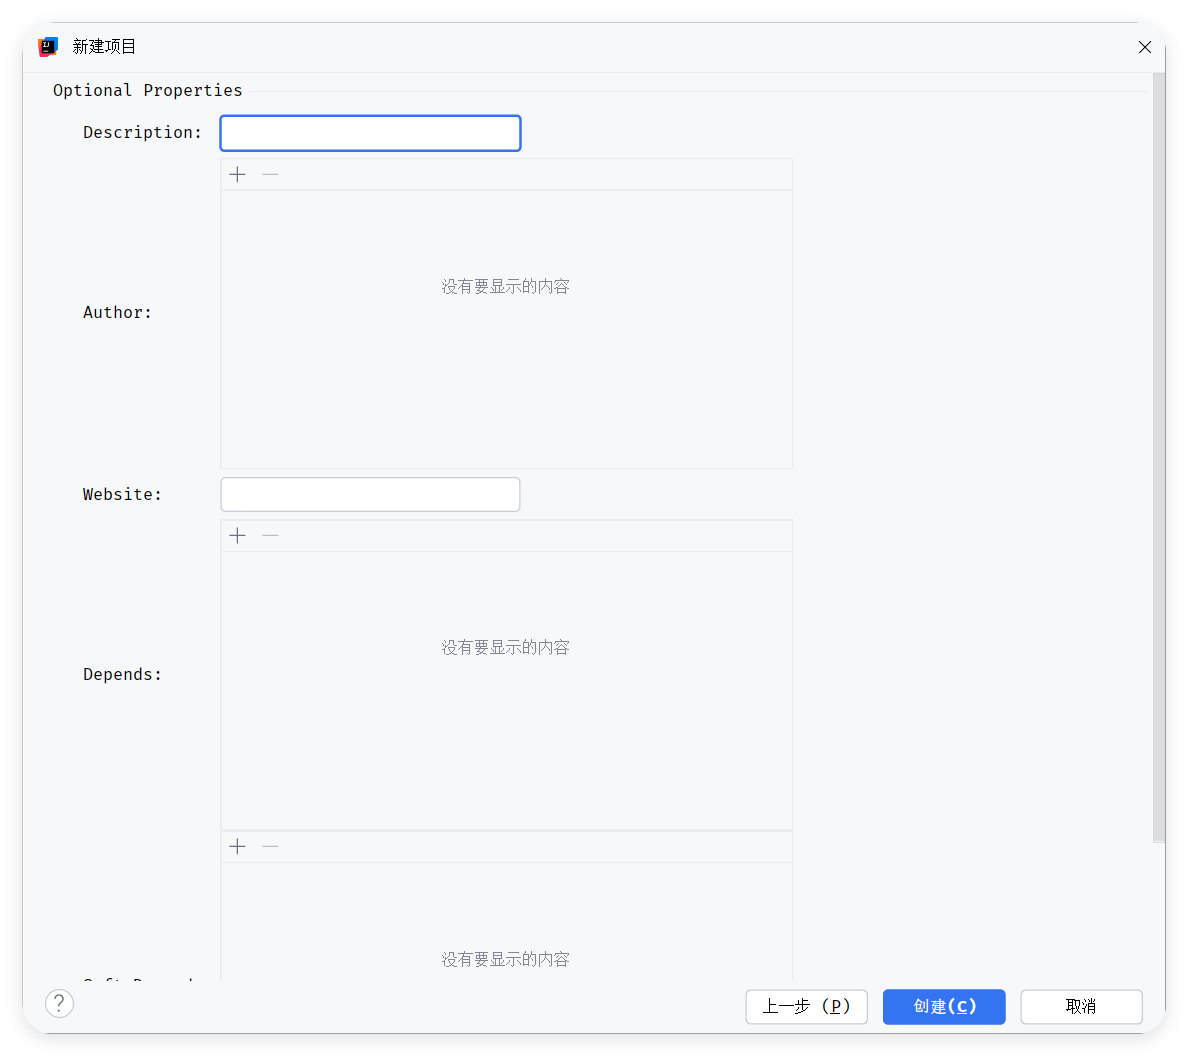 新建项目
Optional Properties
Description:
没有要显示的内容
Author:
Website:
没有要显示的内容
Depends:
没有要显示的内容
上一步 (P)
创建(C)
取消